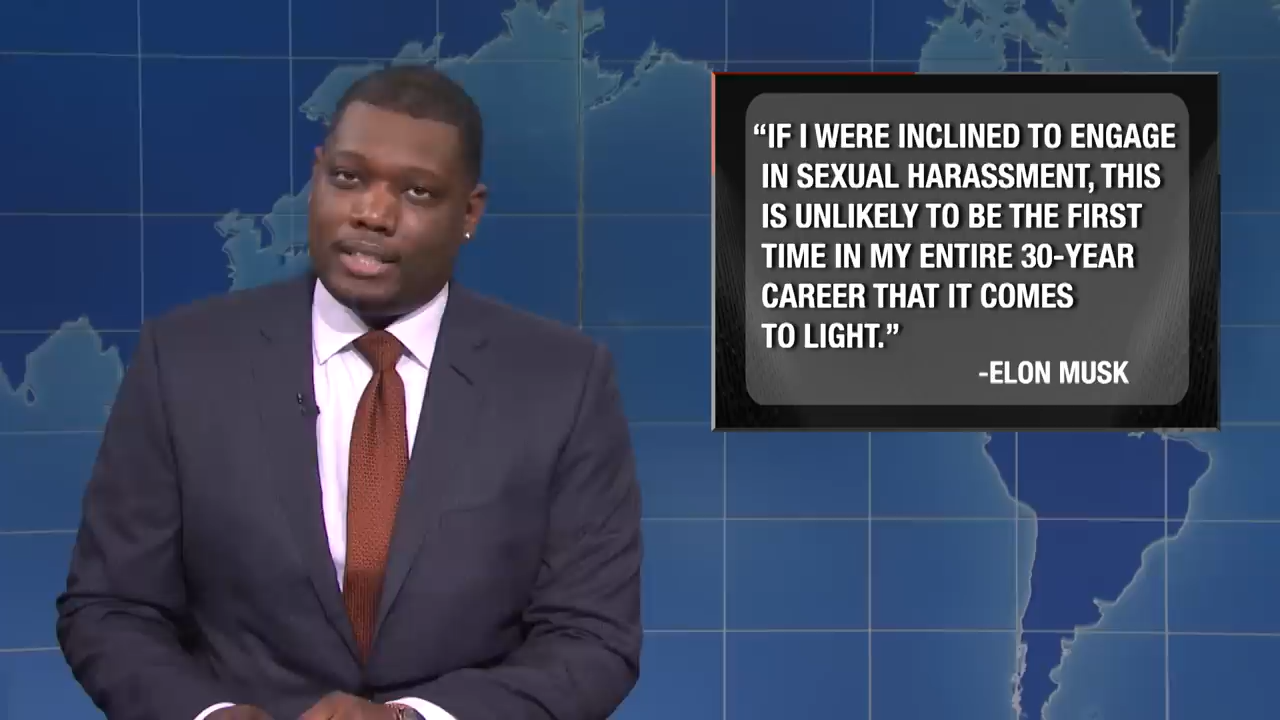 “IF I WERE INCLINED TO ENGAGE
IN SEXUAL HARASSMENT, THIS
IS UNLIKELY TO BE THE FIRST
TIME IN MY ENTIRE 30-YEAR
CAREER THAT IT COMES
TO LIGHT.”
-ELON MUSK